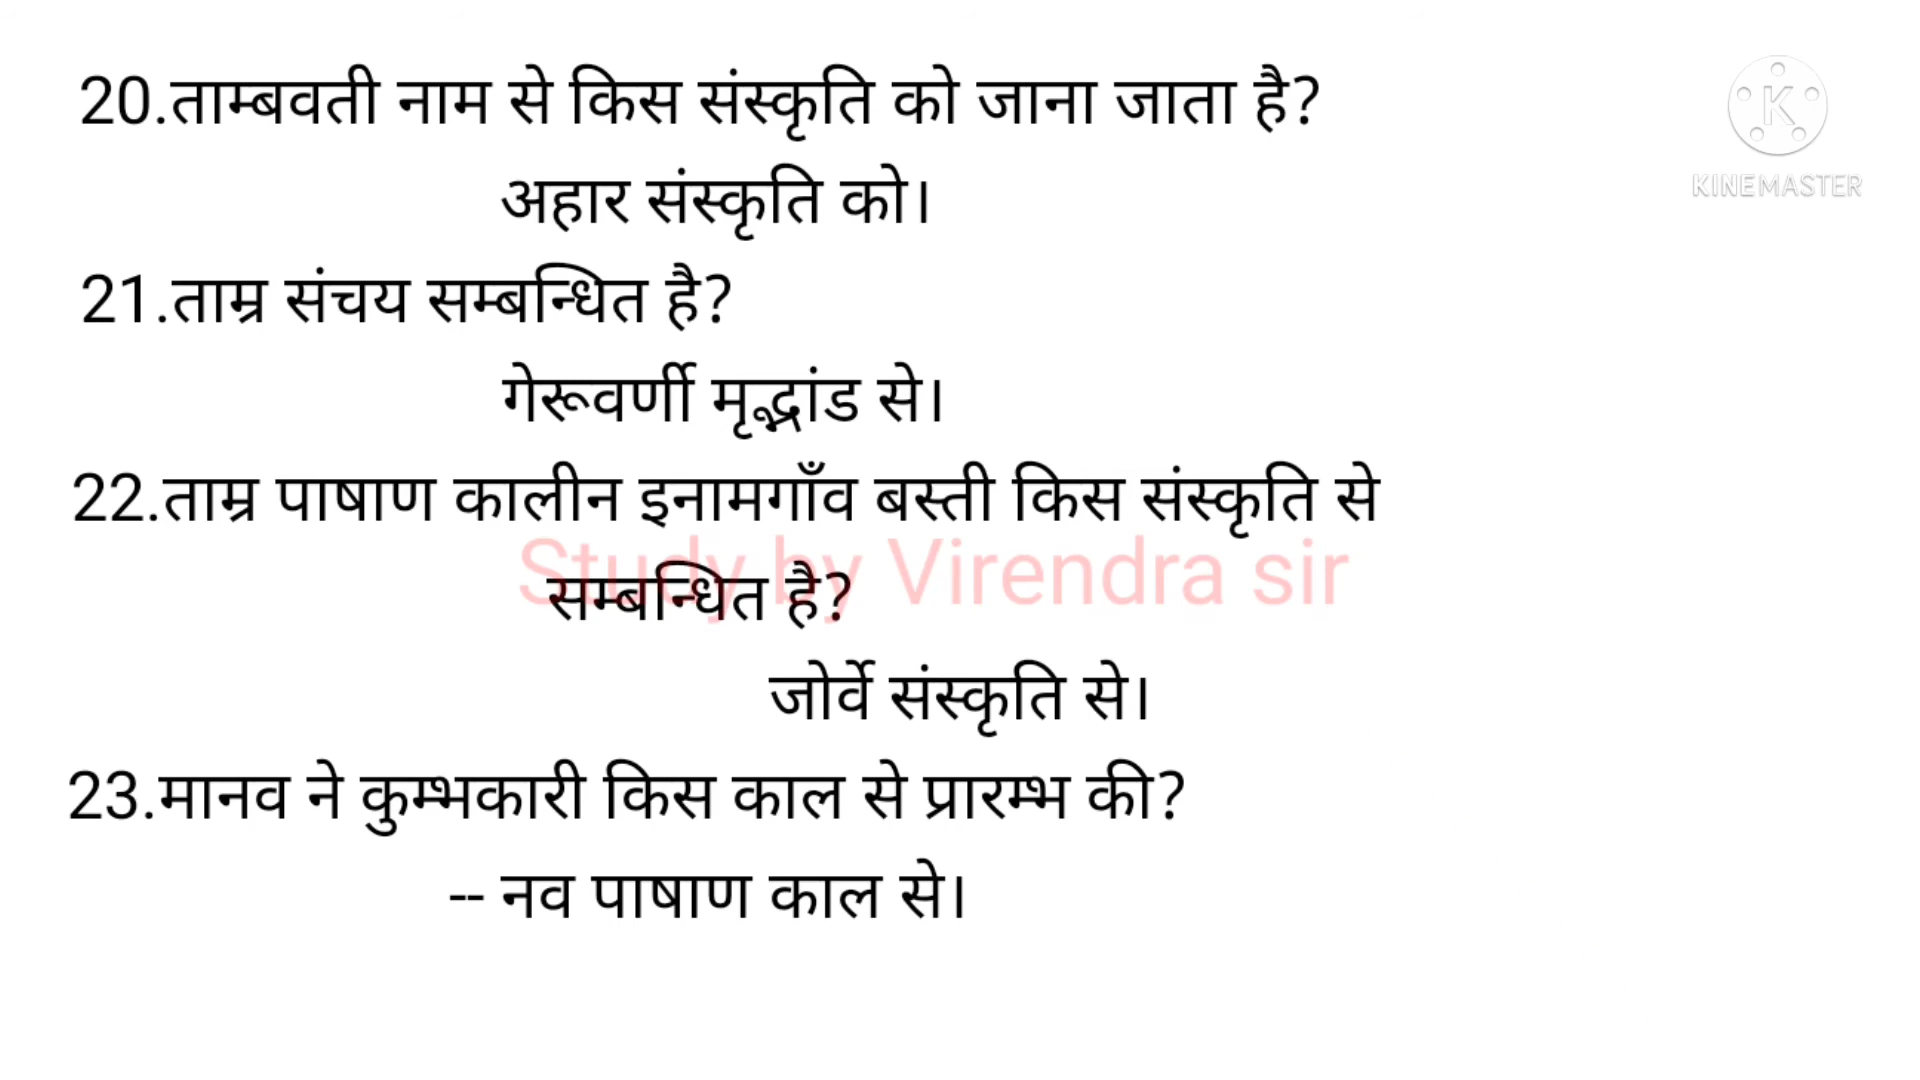 20.ताम्बवती नाम से किस संस्कृति को जाना जाता है?
KINEMASTER
अहार संस्कृति को।
21.ताम्र संचय सम्बन्धित है?
गेरूवर्णी मृद्भांड से।
22.ताम्र पाषाण कालीन इनामगाँव बस्ती किस संस्कृति से
Study by Virendra sir
सम्बन्धित है?
जोर्वे संस्कृति से।
23.मानव ने कुम्भकारी किस काल से प्रारम्भ की?
-- नव पाषाण काल से।